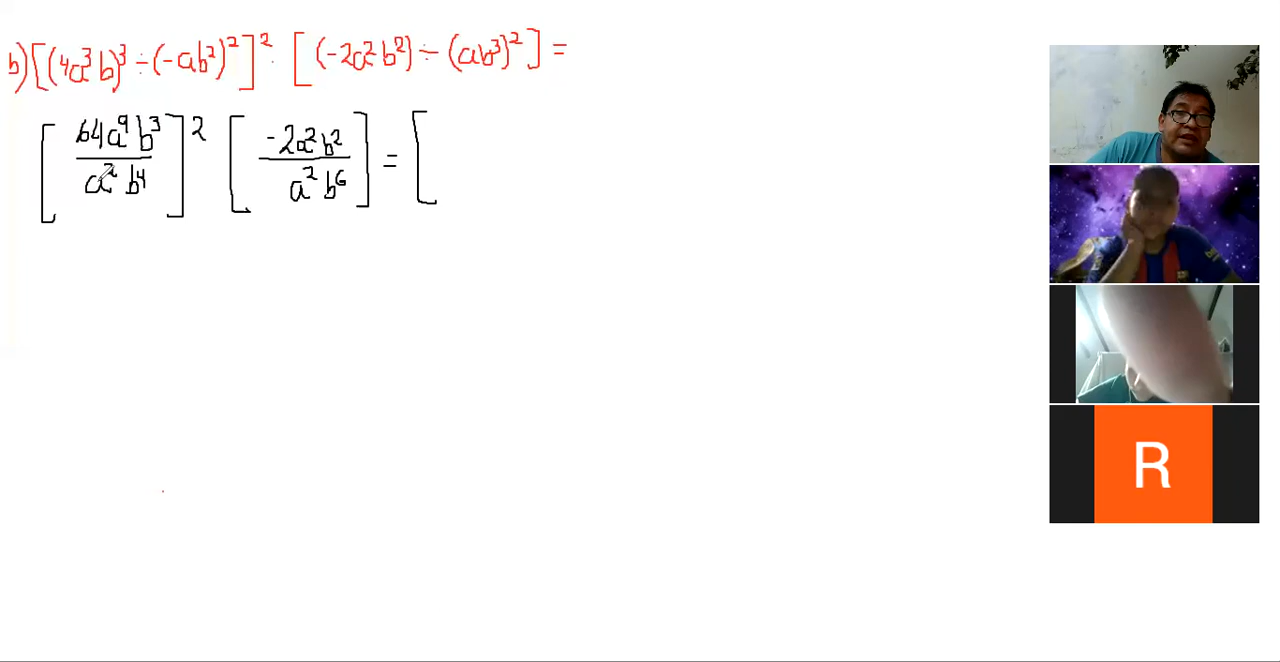 b) [(4a³b)³ ÷ (-ab²)²]² · [(-2a²b²) ÷ (ab³)²] =
[64a⁹b³ / a²b⁴]² [-2a²b² / a²b⁶] = [
R